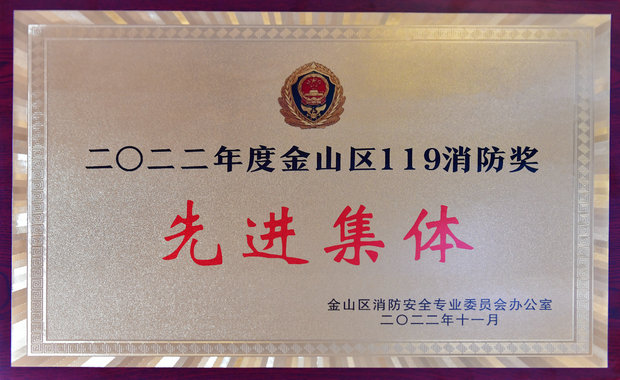 二〇二二年度金山区119消防奖
先进集体
金山区消防安全专业委员会办公室
二〇二二年十一月